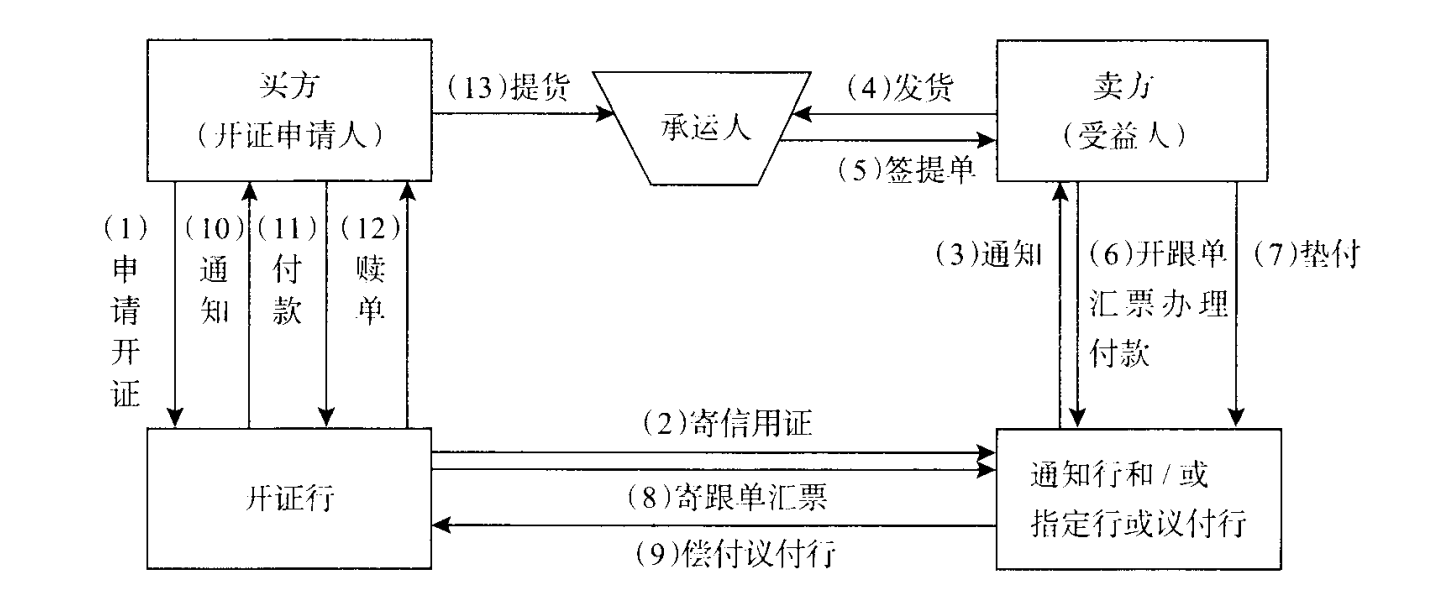 买方
（开证申请人）
(13)提货
承运人
(4)发货
(5)签提单
卖方
（受益人）
(1)
申
请
开
证
(10)
通
知
(11)
付
款
(12)
赎
单
(3)通知
(6)开跟单
汇票办理
付款
(7)垫付
(2)寄信用证
开证行
(8)寄跟单汇票
(9)偿付议付行
通知行和/或
指定行或议付行